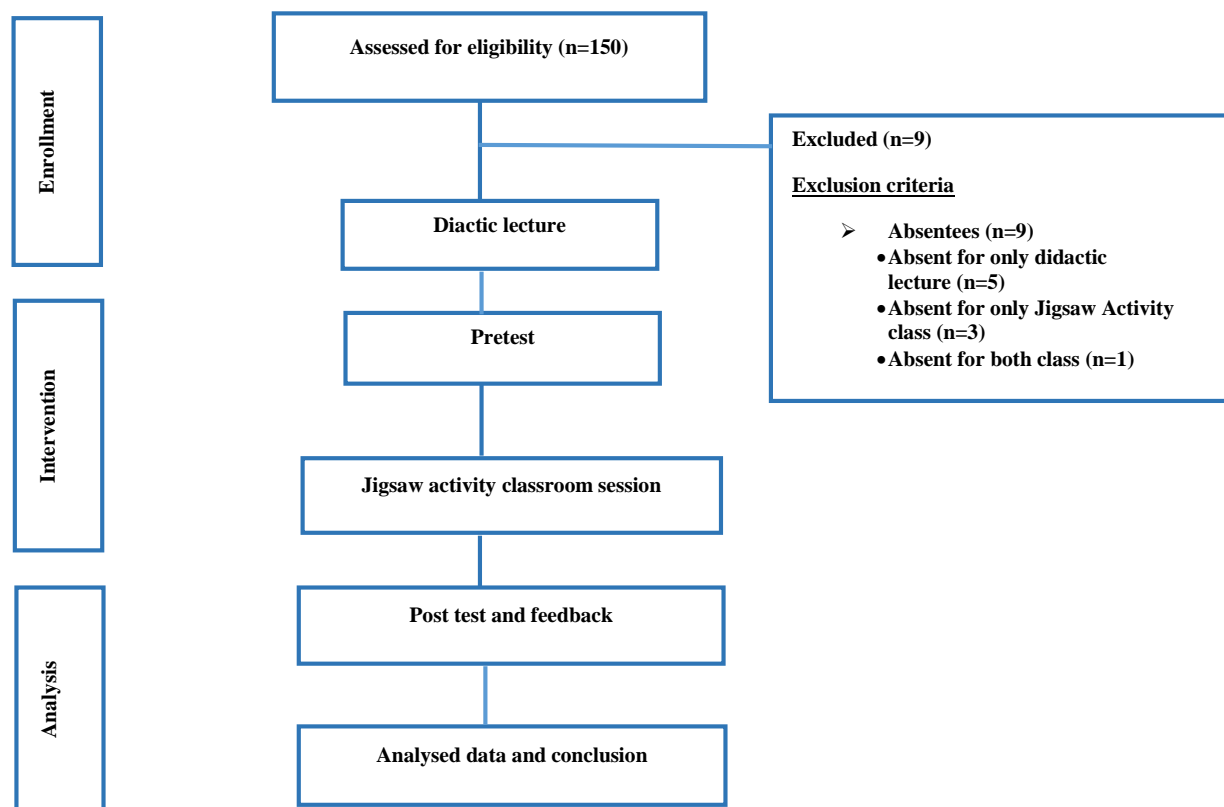 Enrollment
Assessed for eligibility (n=150)
Excluded (n=9)
Exclusion criteria
➢ Absentees (n=9)
•Absent for only didactic
lecture (n=5)
•Absent for only Jigsaw Activity
class (n=3)
•Absent for both class (n=1)
Diactic lecture
Intervention
Pretest
Jigsaw activity classroom session
Analysis
Post test and feedback
Analysed data and conclusion